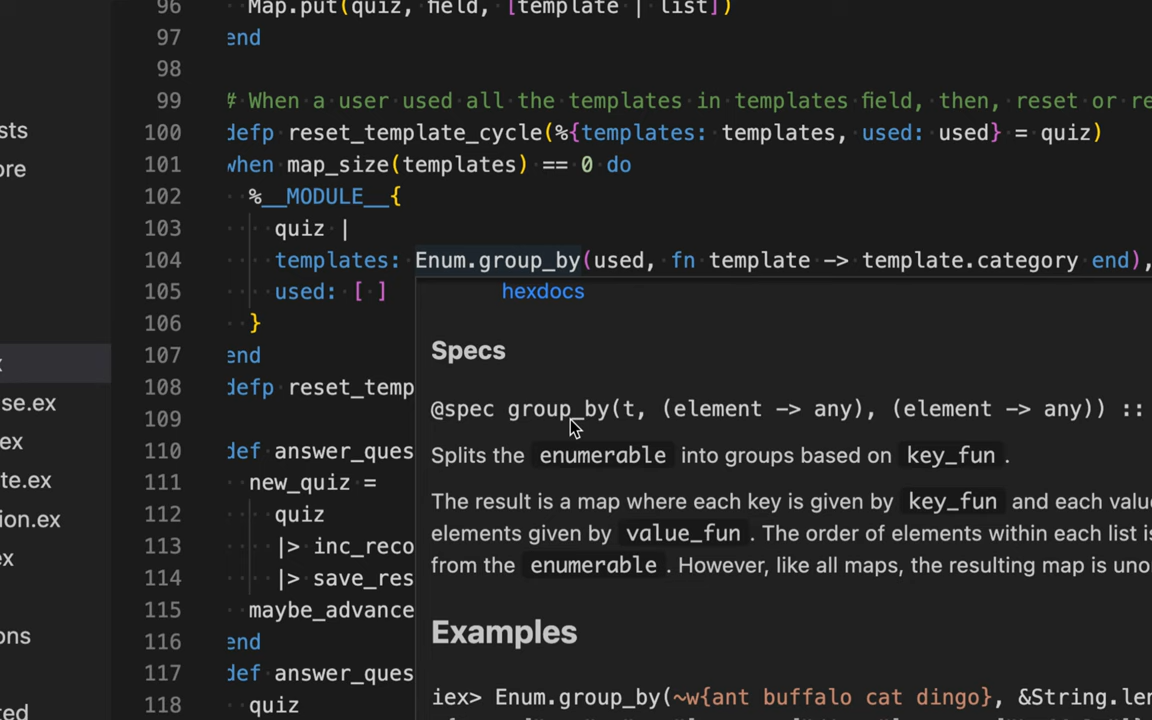 96 Map.put(quiz, field, [template | list])
97 end
98
99 # When a user used all the templates in templates field, then, reset or re
100 defp reset_template_cycle(%{templates: templates, used: used} = quiz)
101 when map_size(templates) == 0 do
102 %__MODULE__{
103 quiz |
104 templates: Enum.group_by(used, fn template -> template.category end),
105 used: [ ]
hexdocs
106 }
Specs
107 end
108 defp reset_temp
@spec group_by(t, (element -> any), (element -> any)) ::
109
110 def answer_ques
Splits the enumerable into groups based on key_fun.
111 new_quiz =
112 quiz
The result is a map where each key is given by key_fun and each valu
113 |> inc_reco
elements given by value_fun. The order of elements within each list is
114 |> save_res
from the enumerable. However, like all maps, the resulting map is uno
115 maybe_advance
116 end
Examples
117 def answer_ques
118 quiz
iex> Enum.group_by(~w{ant buffalo cat dingo}, &String.len
sts
ore
x
se.ex
ex
te.ex
ion.ex
ex
ons
ted